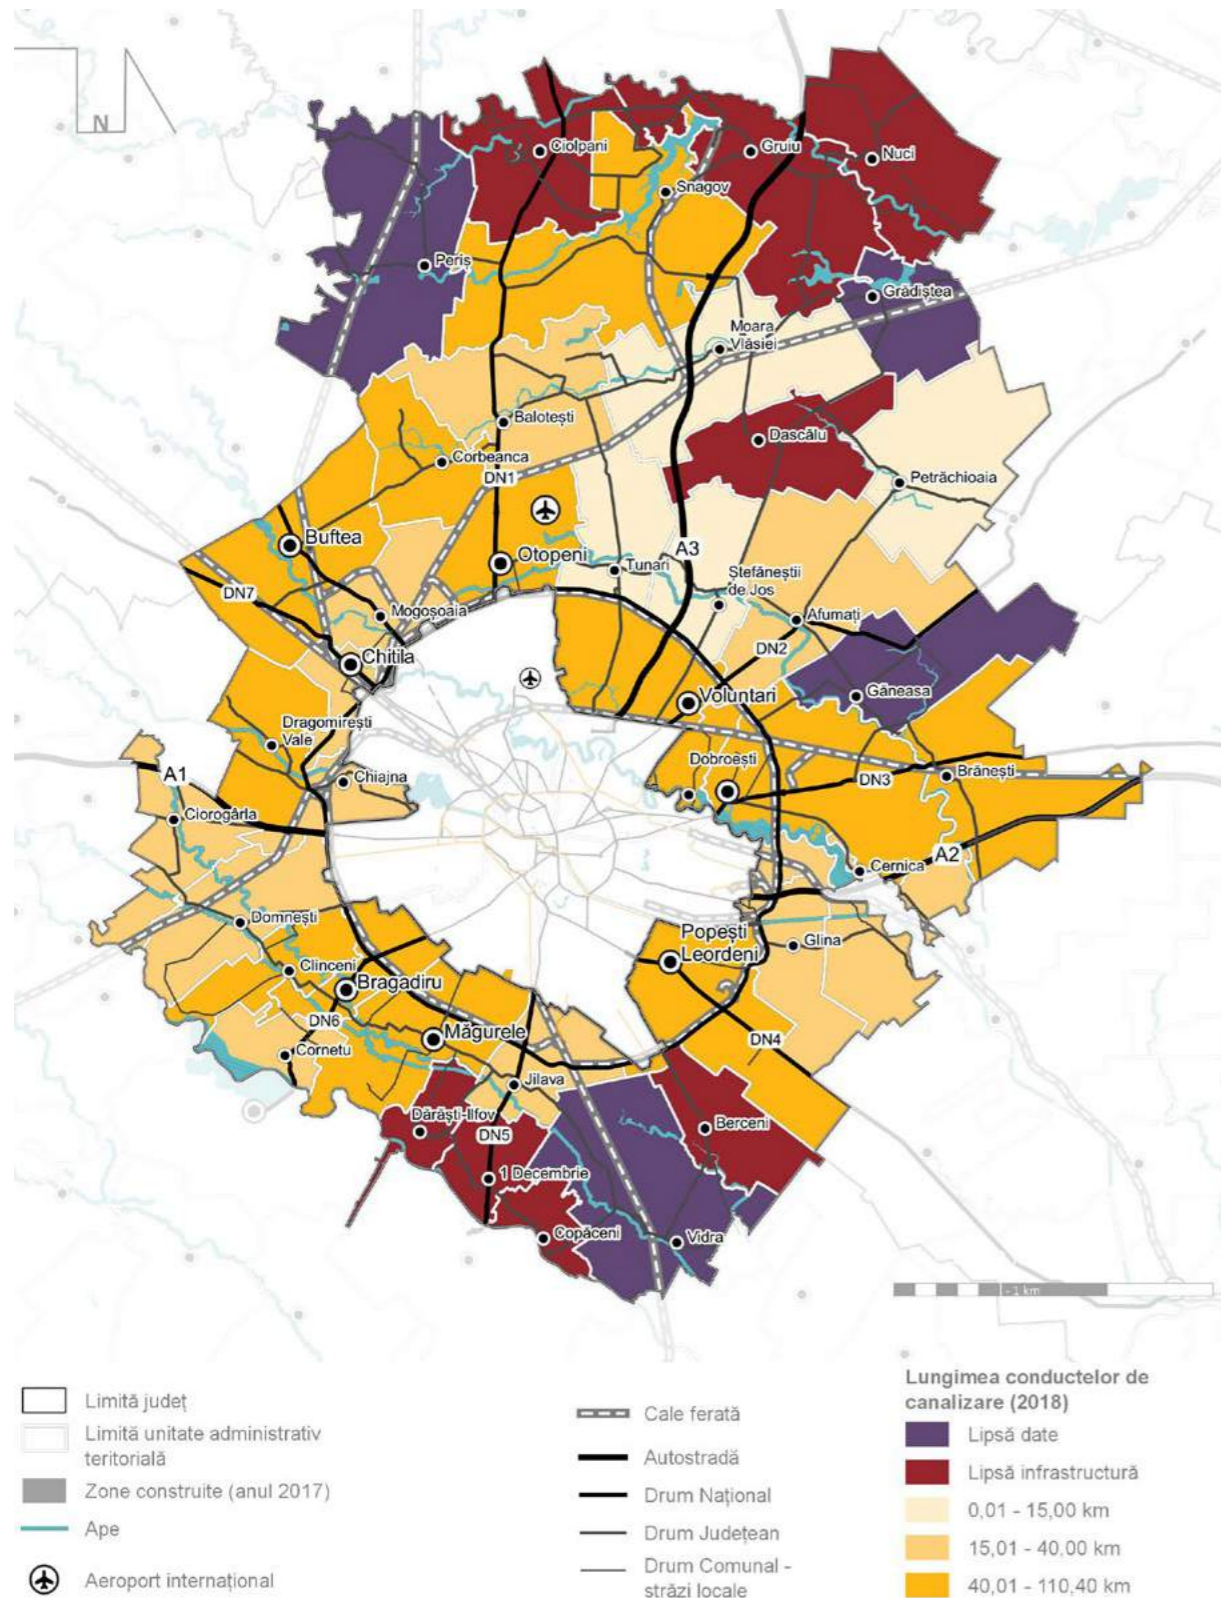 N
Ciolpani
Gruiu
Nuci
Snagov
Periș
Grădiștea
Moara
Vlăsiei
Balotești
Dascălu
Corbeanca
DN1
Petrăchioaia
Buftea
Otopeni
A3
Tunari
Ștefăneștii
de Jos
DN7
Mogoșoaia
Afumați
DN2
Chitila
Voluntari
Găneasa
Dragomirești
Vale
Dobroești
DN3
Brănești
A1
Chiajna
Ciorogârla
A2
Cernica
Domnești
Popești
Leordeni
Glina
Clinceni
Bragadiru
DN6
Măgurele
DN4
Cornetu
Jilava
Dărăști-Ilfov
DN5
Berceni
1 Decembrie
Copăceni
Vidra
~ 1 km
Limită județ
Limită unitate administrativ
teritorială
Zone construite (anul 2017)
Ape
Aeroport internațional
Cale ferată
Autostradă
Drum Național
Drum Județean
Drum Comunal -
străzi locale
Lungimea conductelor de
canalizare (2018)
Lipsă date
Lipsă infrastructură
0,01 - 15,00 km
15,01 - 40,00 km
40,01 - 110,40 km